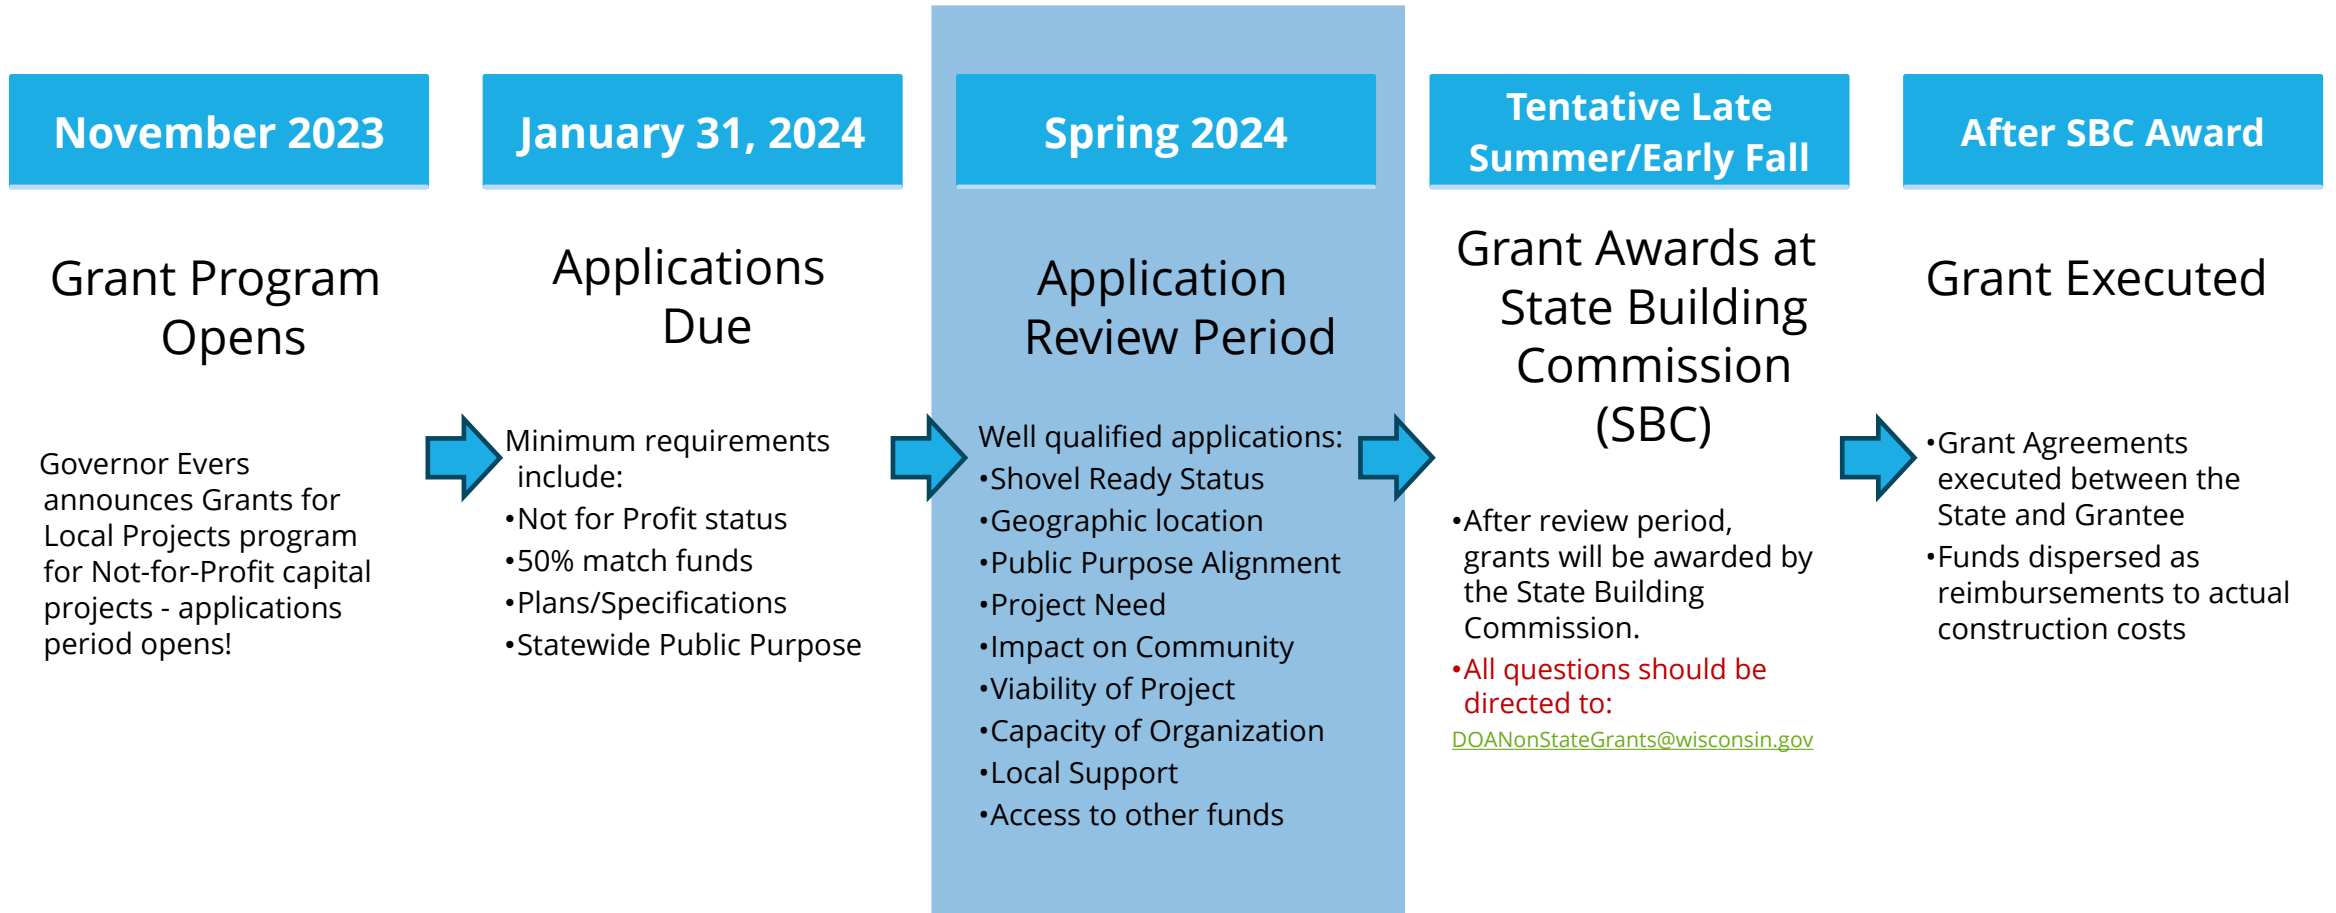 November 2023
Grant Program
Opens
Governor Evers
announces Grants for
Local Projects program
for Not-for-Profit capital
projects - applications
period opens!
January 31, 2024
Applications
Due
Minimum requirements
include:
•Not for Profit status
•50% match funds
•Plans/Specifications
•Statewide Public Purpose
Spring 2024
Application
Review Period
Well qualified applications:
•Shovel Ready Status
•Geographic location
•Public Purpose Alignment
•Project Need
•Impact on Community
•Viability of Project
•Capacity of Organization
•Local Support
•Access to other funds
Tentative Late
Summer/Early Fall
Grant Awards at
State Building
Commission
(SBC)
•After review period,
grants will be awarded by
the State Building
Commission.
•All questions should be
directed to:
DOANonStateGrants@wisconsin.gov
After SBC Award
Grant Executed
•Grant Agreements
executed between the
State and Grantee
•Funds dispersed as
reimbursements to actual
construction costs